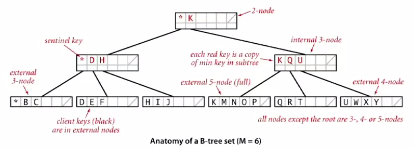 2-node
* K
sentinel key
internal 3-node
* D H
each red key is a copy
of min key in subtree
K Q U
external
3-node
external 5-node (full)
external 4-node
* B C
D E F
H I J
K M N O P
Q R T
U W X Y
client keys (black)
are in external nodes
all nodes except the root are 3-, 4- or 5-nodes
Anatomy of a B-tree set (M = 6)